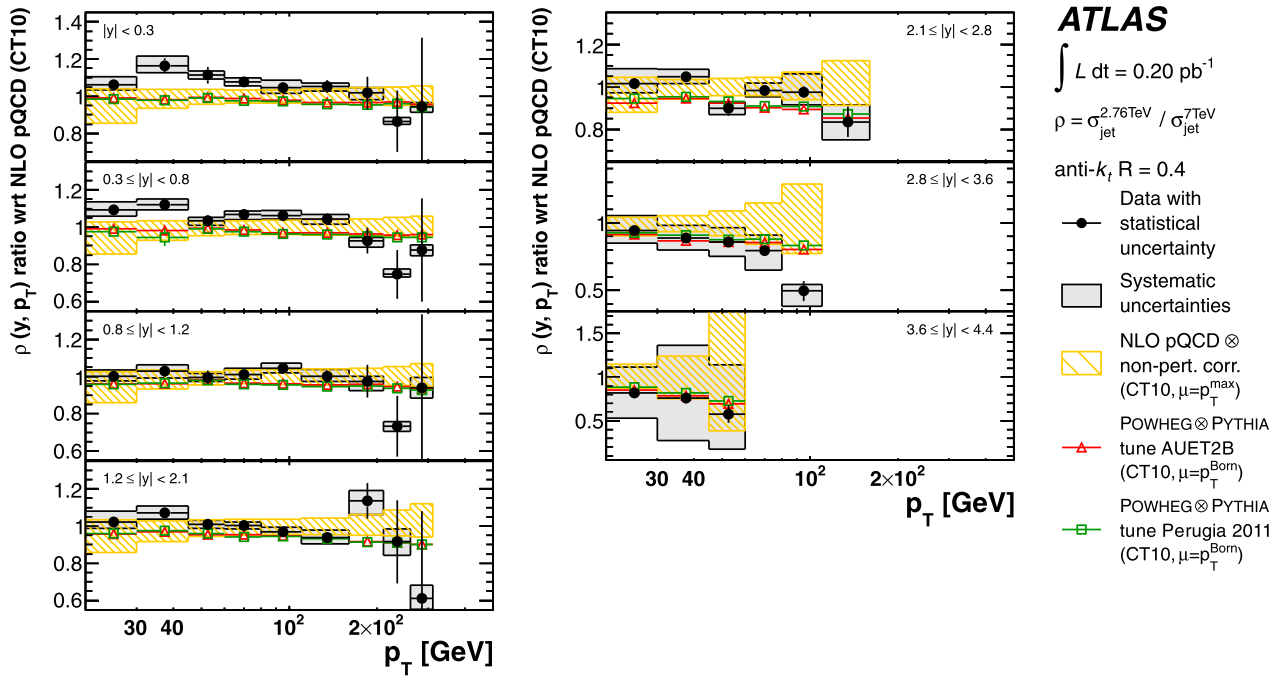 ρ (y, p_T) ratio wrt NLO pQCD (CT10)
|y| < 0.3
1.4
1.2
1
0.8
0.3 ≤ |y| < 0.8
1.2
1
0.8
0.6
0.8 ≤ |y| < 1.2
1.2
1
0.8
0.6
1.2 ≤ |y| < 2.1
1.2
1
0.8
0.6
30 40 10² 2×10²
p_T [GeV]
ρ (y, p_T) ratio wrt NLO pQCD (CT10)
2.1 ≤ |y| < 2.8
1.2
1
0.8
2.8 ≤ |y| < 3.6
1
0.5
3.6 ≤ |y| < 4.4
1.5
1
0.5
30 40 10² 2×10²
p_T [GeV]
ATLAS
∫ L dt = 0.20 pb⁻¹
ρ = σ_jet^2.76TeV / σ_jet^7TeV
anti-k_t R = 0.4
Data with
statistical
uncertainty
Systematic
uncertainties
NLO pQCD ⊗
non-pert. corr.
(CT10, μ=p_T^max)
POWHEG ⊗ PYTHIA
tune AUET2B
(CT10, μ=p_T^Born)
POWHEG ⊗ PYTHIA
tune Perugia 2011
(CT10, μ=p_T^Born)